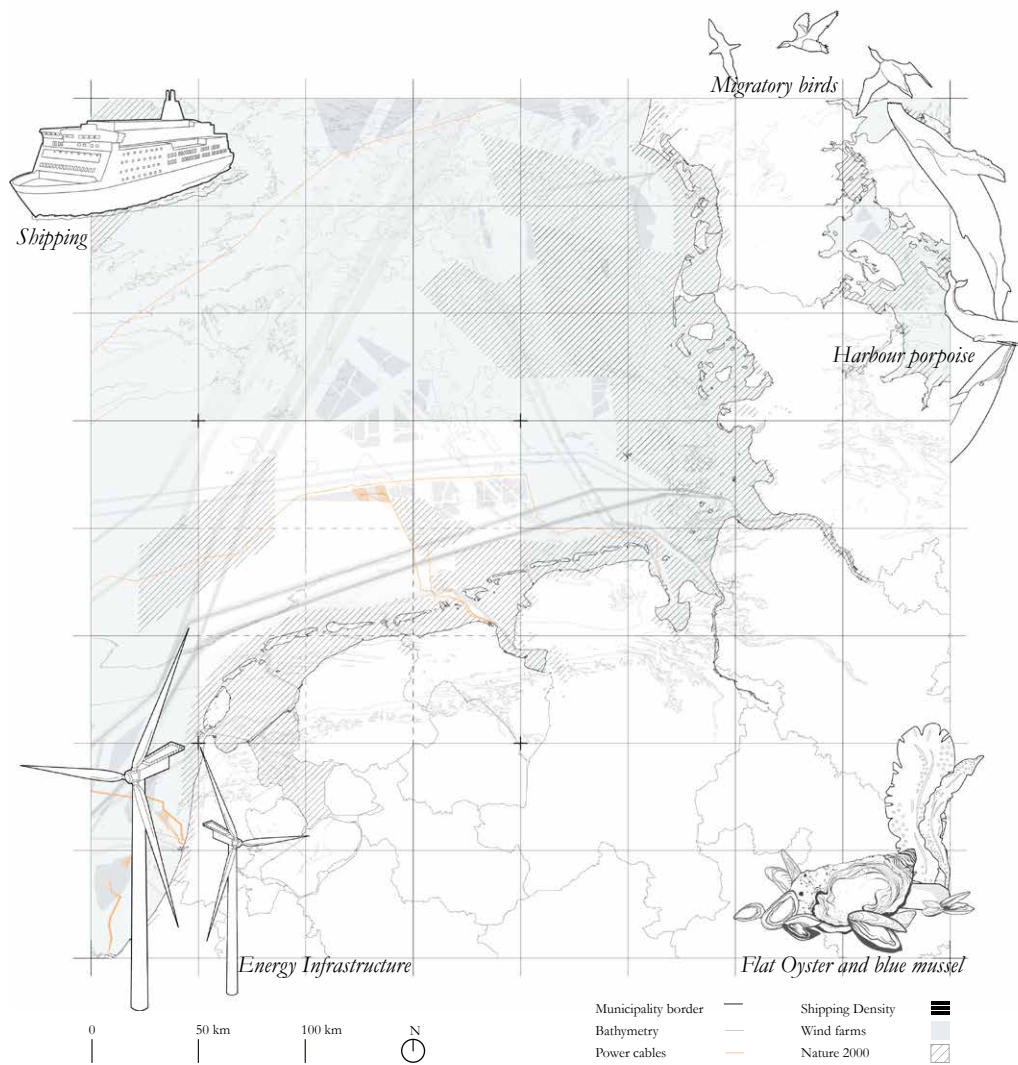 Migratory birds
Shipping
Harbour porpoise
Energy Infrastructure
Flat Oyster and blue mussel
0
50 km
100 km
N
Municipality border
Bathymetry
Power cables
Shipping Density
Wind farms
Nature 2000